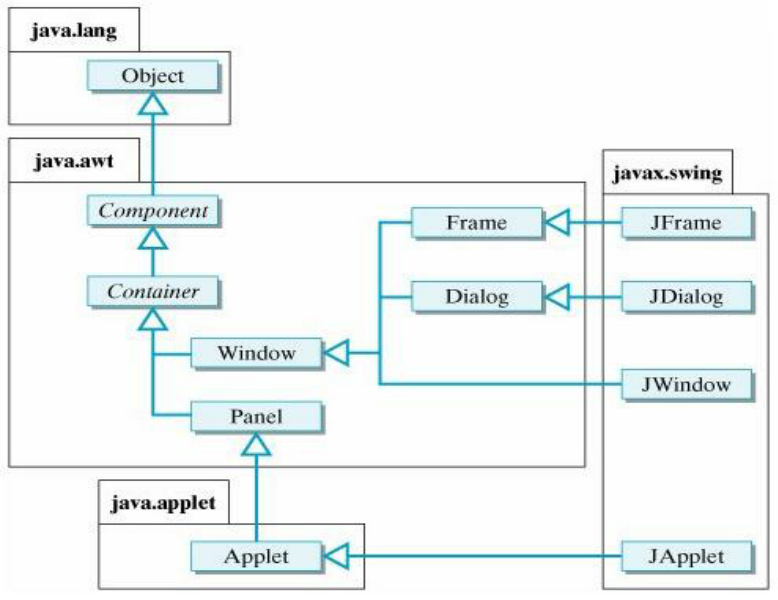 java.lang
Object
java.awt
javax.swing
Component
Frame
JFrame
Container
Dialog
JDialog
Window
JWindow
Panel
java.applet
Applet
JApplet